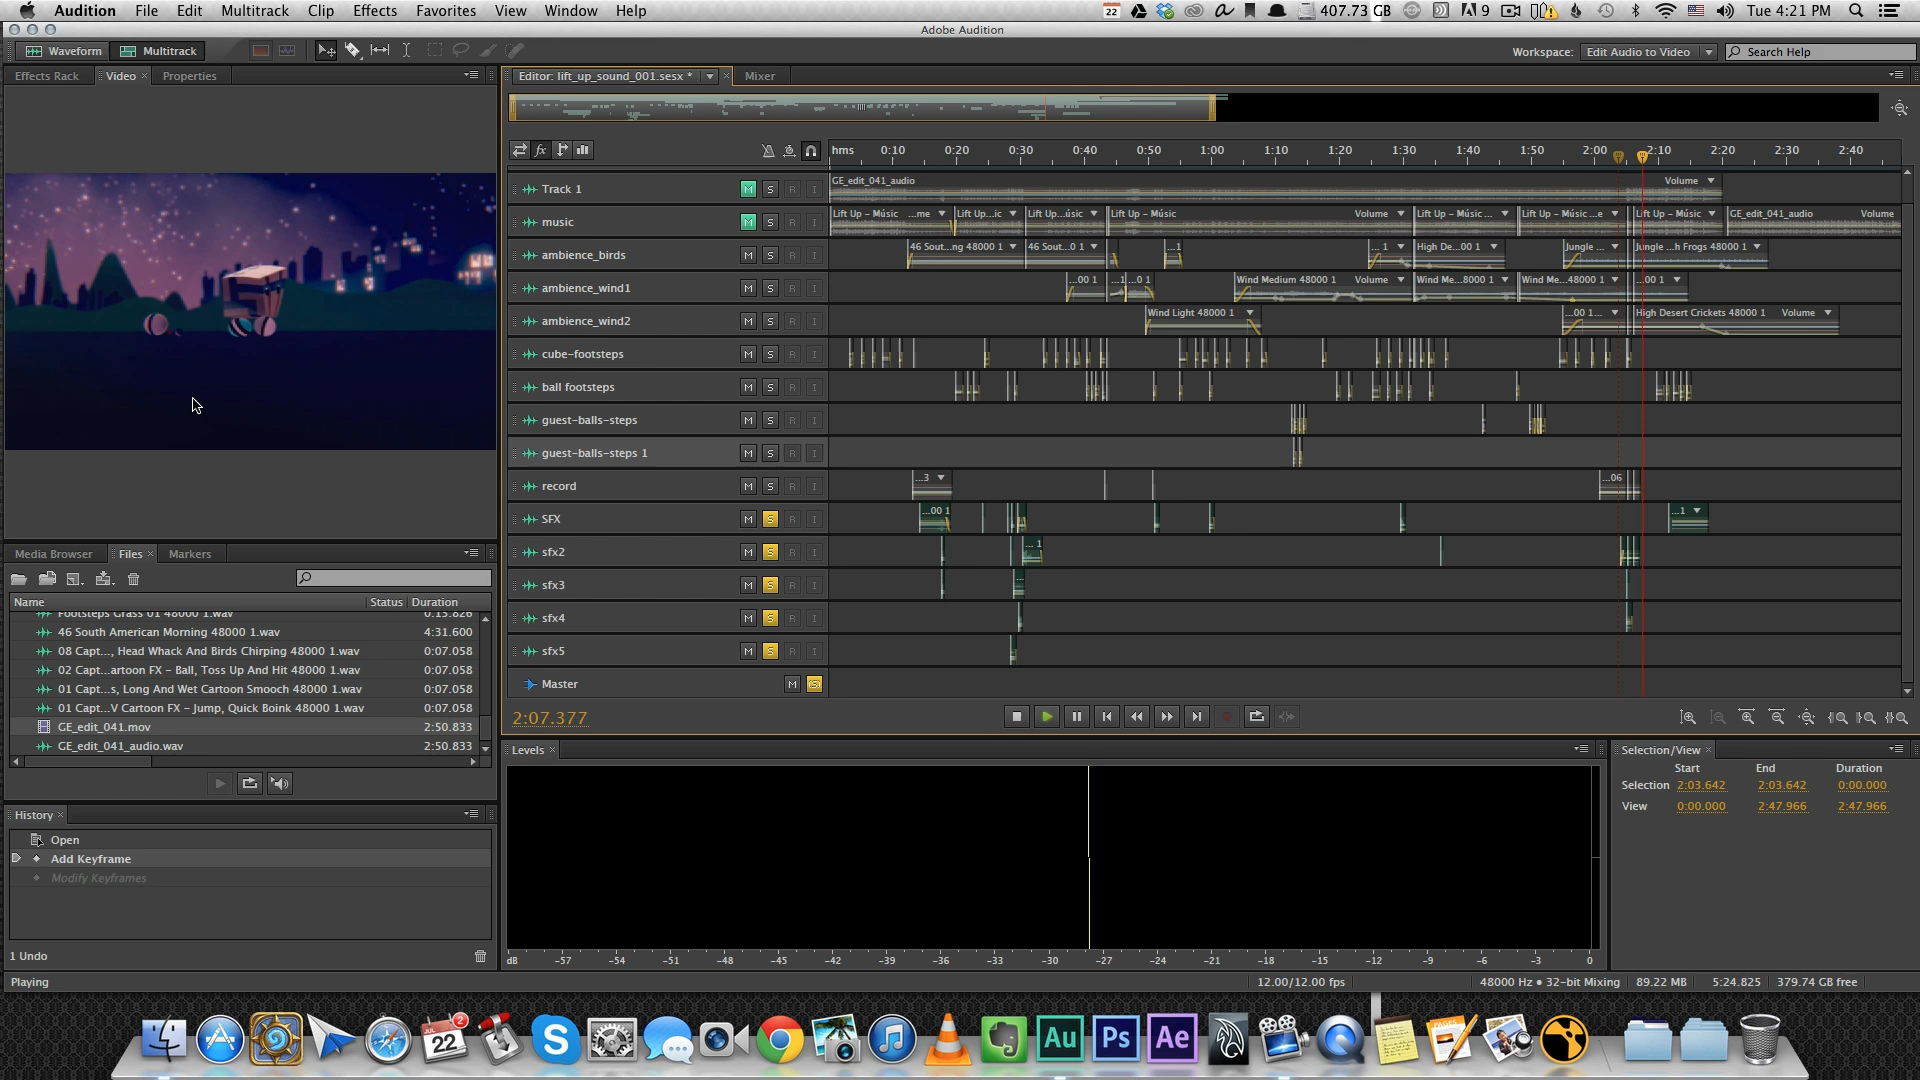 Audition File Edit Multitrack Clip Effects Favorites View Window Help
22 9 407.73 GB Tue 4:21 PM
Adobe Audition
Waveform Multitrack
Workspace: Edit Audio to Video Search Help
Effects Rack Video × Properties
Editor: lift_up_sound_001.sesx * × Mixer
fx
hms 0:10 0:20 0:30 0:40 0:50 1:00 1:10 1:20 1:30 1:40 1:50 2:00 2:10 2:20 2:30 2:40
Track 1 M S R I
GE_edit_041_audio Volume
music M S R I
Lift Up – Músic ...me Lift Up...ic Lift Up...úsic Lift Up – Músic Volume Lift Up – Músic ... Lift Up – Músic ...e Lift Up – Músic GE_edit_041_audio Volume
ambience_birds M S R I
46 Sout...ng 48000 1 46 Sout...0 1 ...1 ... 1 High De...00 1 Jungle ... Jungle ...h Frogs 48000 1
ambience_wind1 M S R I
...00 1 ...1 ...0 1 Wind Medium 48000 1 Volume Wind Me...8000 1 Wind Me...48000 1 ...00 1
ambience_wind2 M S R I
Wind Light 48000 1 ...00 1... High Desert Crickets 48000 1 Volume
cube-footsteps M S R I
ball footsteps M S R I
guest-balls-steps M S R I
guest-balls-steps 1 M S R I
record M S R I
...3 ...06
SFX M S R I
...00 1 ...1
sfx2 M S R I
... 1
sfx3 M S R I
...
sfx4 M S R I
sfx5 M S R I
Master M S
2:07.377
Media Browser Files × Markers
Name Status Duration
Footsteps Grass 01 48000 1.wav 0:13.826
46 South American Morning 48000 1.wav 4:31.600
08 Capt..., Head Whack And Birds Chirping 48000 1.wav 0:07.058
02 Capt...artoon FX – Ball, Toss Up And Hit 48000 1.wav 0:07.058
01 Capt...s, Long And Wet Cartoon Smooch 48000 1.wav 0:07.058
01 Capt...V Cartoon FX – Jump, Quick Boink 48000 1.wav 0:07.058
GE_edit_041.mov 2:50.833
GE_edit_041_audio.wav 2:50.833
History ×
Open
Add Keyframe
Modify Keyframes
1 Undo
Levels ×
dB -57 -54 -51 -48 -45 -42 -39 -36 -33 -30 -27 -24 -21 -18 -15 -12 -9 -6 -3 0
Selection/View ×
Start End Duration
Selection 2:03.642 2:03.642 0:00.000
View 0:00.000 2:47.966 2:47.966
Playing
12.00/12.00 fps 48000 Hz • 32-bit Mixing 89.22 MB 5:24.825 379.74 GB free
JUL 22 2
S
Au Ps Ae
PAGES